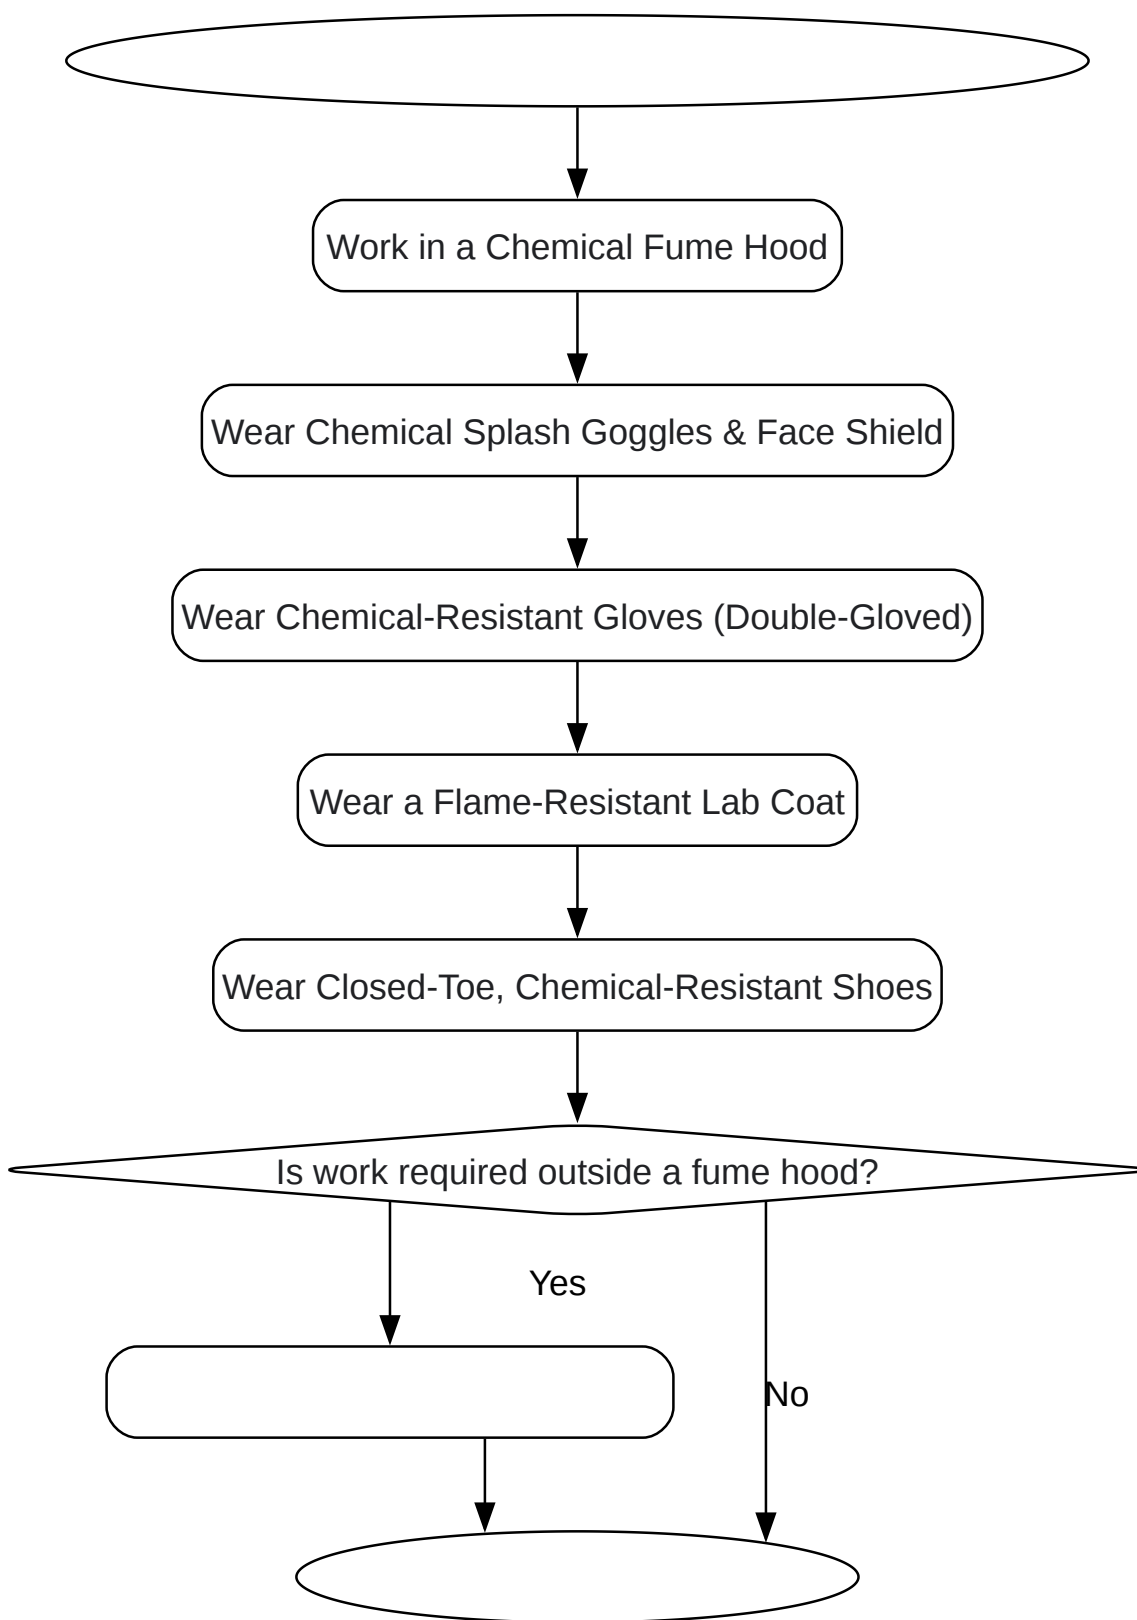 Work in a Chemical Fume Hood
Wear Chemical Splash Goggles & Face Shield
Wear Chemical-Resistant Gloves (Double-Gloved)
Wear a Flame-Resistant Lab Coat
Wear Closed-Toe, Chemical-Resistant Shoes
Is work required outside a fume hood?
Yes
No